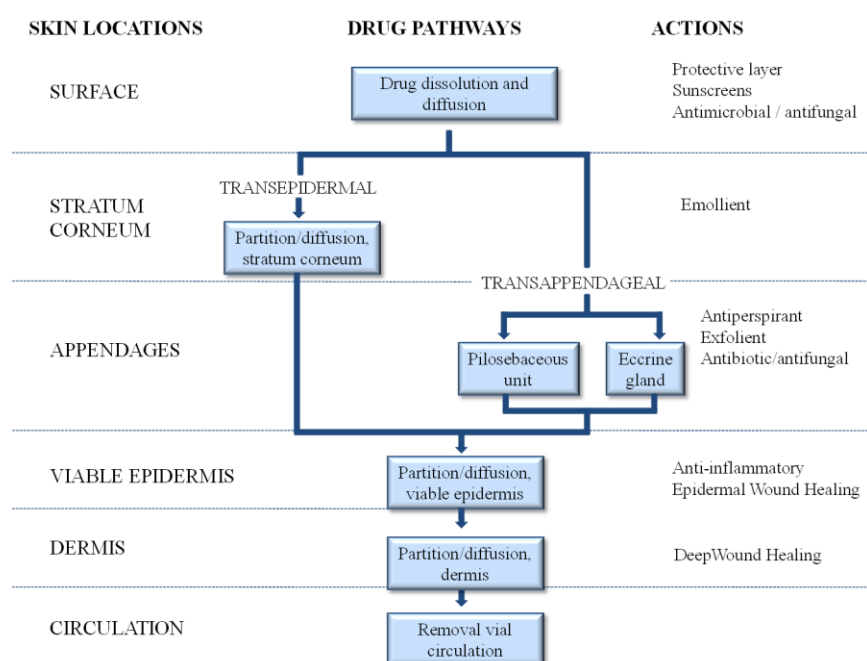 SKIN LOCATIONS
DRUG PATHWAYS
ACTIONS
SURFACE
Drug dissolution and
diffusion
Protective layer
Sunscreens
Antimicrobial / antifungal
TRANSEPIDERMAL
STRATUM
CORNEUM
Partition/diffusion,
stratum corneum
Emollient
TRANSAPPENDAGEAL
APPENDAGES
Pilosebaceous
unit
Eccrine
gland
Antiperspirant
Exfolient
Antibiotic/antifungal
VIABLE EPIDERMIS
Partition/diffusion,
viable epidermis
Anti-inflammatory
Epidermal Wound Healing
DERMIS
Partition/diffusion,
dermis
DeepWound Healing
CIRCULATION
Removal vial
circulation